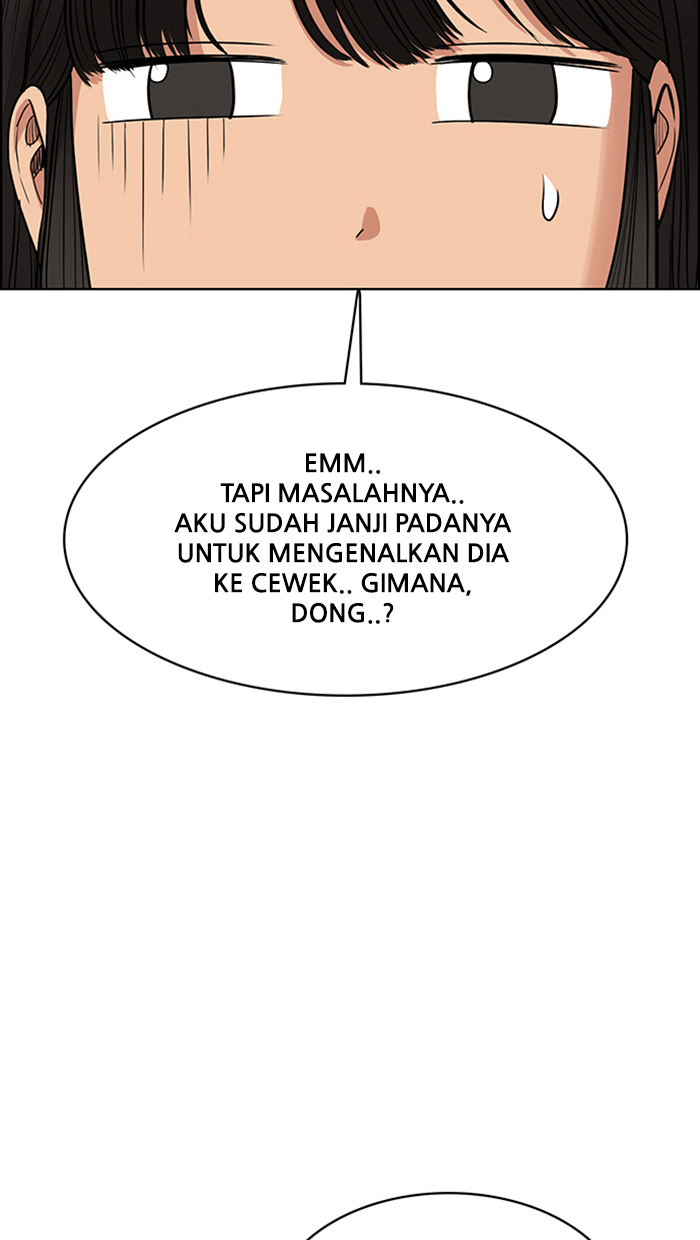 EMM..
TAPI MASALAHNYA..
AKU SUDAH JANJI PADANYA
UNTUK MENGENALKAN DIA
KE CEWEK.. GIMANA,
DONG..?